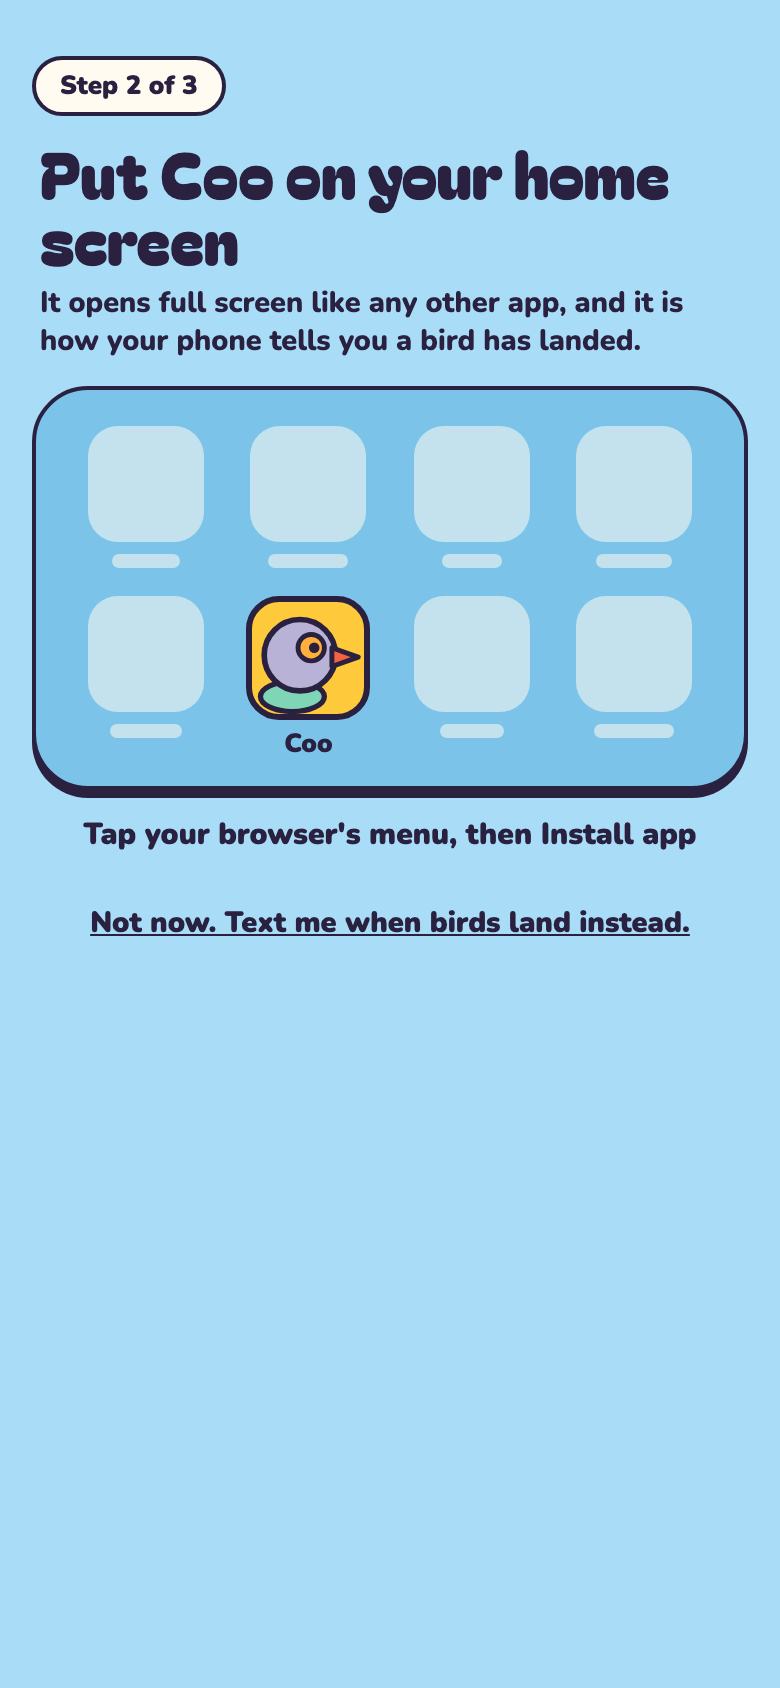 Step 2 of 3
Put Coo on your home
screen
It opens full screen like any other app, and it is
how your phone tells you a bird has landed.
Coo
Tap your browser's menu, then Install app
Not now. Text me when birds land instead.